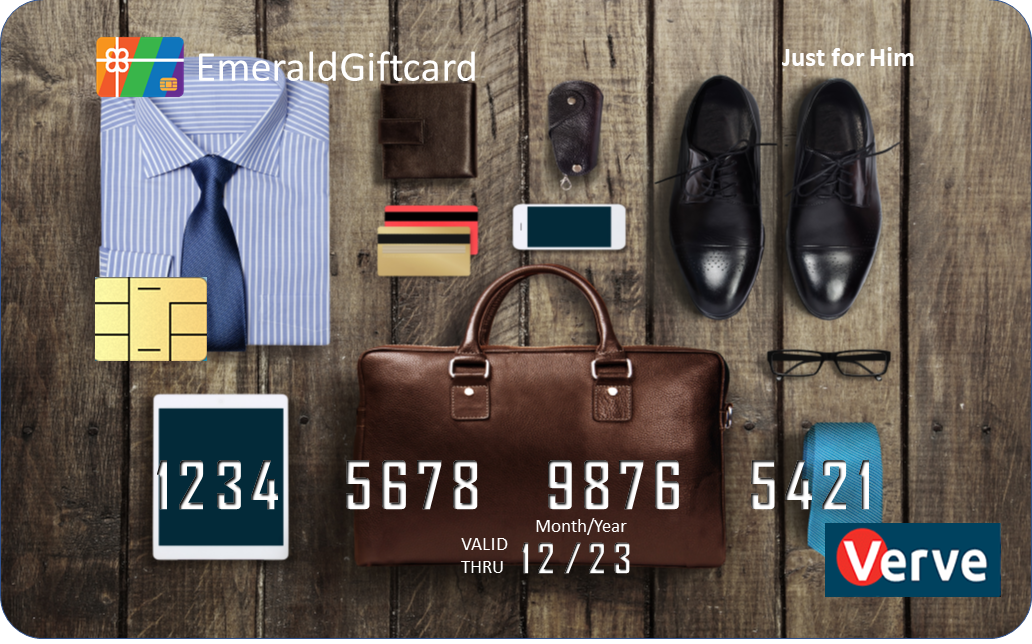 EmeraldGiftcard
Just for Him
1234 5678 9876 5421
Month/Year
VALID
THRU 12/23
Verve